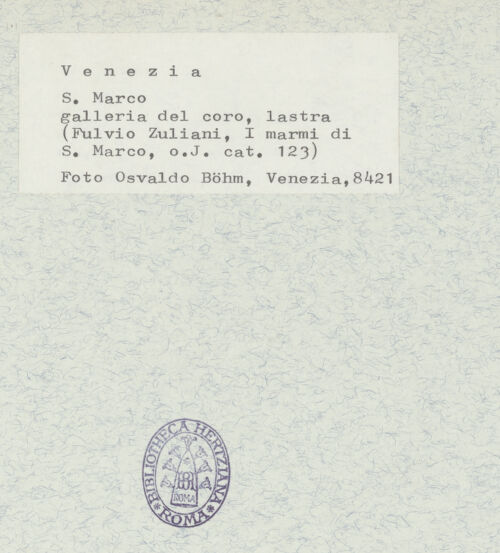 V e n e z i a
S. Marco
galleria del coro, lastra
(Fulvio Zuliani, I marmi di
S. Marco, o.J. cat. 123)
Foto Osvaldo Böhm, Venezia,8421
*BIBLIOTHECA HERTZIANA*
ROMA
ROMA